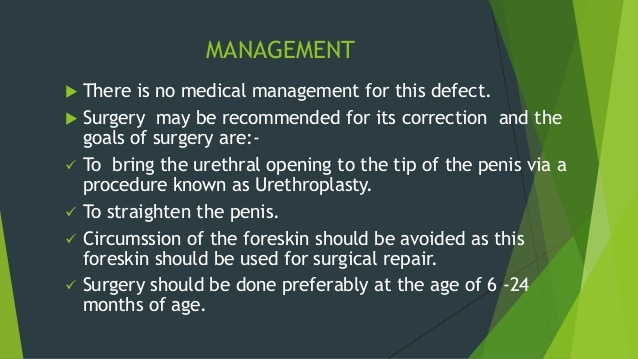 MANAGEMENT
There is no medical management for this defect.
Surgery may be recommended for its correction and the
goals of surgery are:-
✓ To bring the urethral opening to the tip of the penis via a
procedure known as Urethroplasty.
✓ To straighten the penis.
✓ Circumssion of the foreskin should be avoided as this
foreskin should be used for surgical repair.
✓ Surgery should be done preferably at the age of 6 -24
months of age.